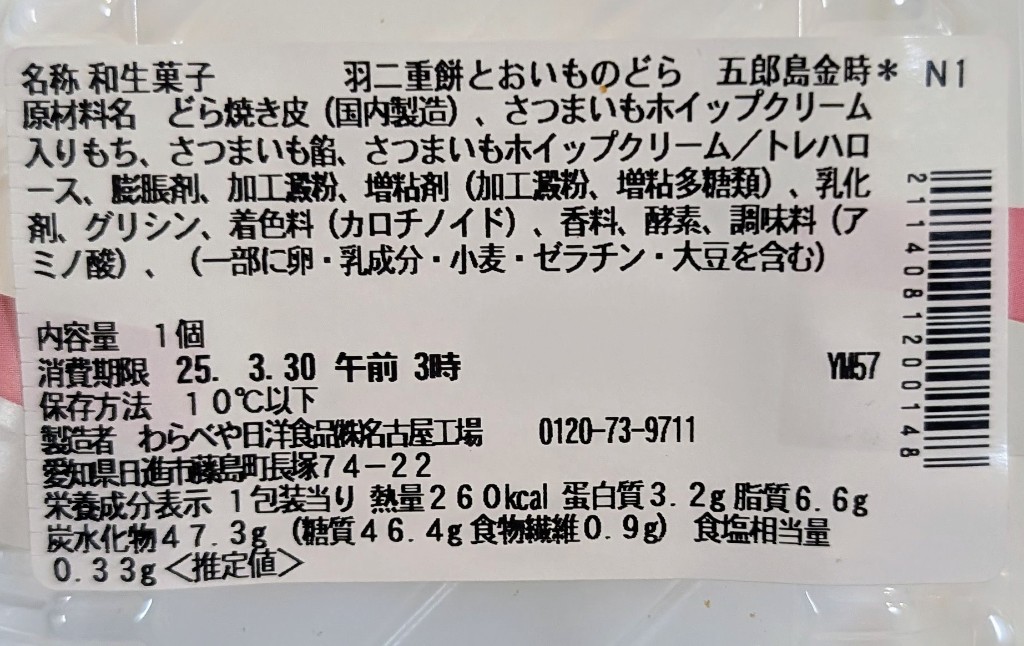 名称 和生菓子 羽二重餅とおいものどら 五郎島金時* N1
原材料名 どら焼き皮(国内製造)、さつまいもホイップクリーム
入りもち、さつまいも餡、さつまいもホイップクリーム/トレハロ
ース、膨脹剤、加工澱粉、増粘剤(加工澱粉、増粘多糖類)、乳化
剤、グリシン、着色料(カロチノイド)、香料、酵素、調味料(ア
ミノ酸)、(一部に卵・乳成分・小麦・ゼラチン・大豆を含む)
内容量 1個
消費期限 25. 3.30 午前 3時 YM57
保存方法 10℃以下
製造者 わらべや日洋食品㈱名古屋工場 0120-73-9711
愛知県日進市藤島町長塚74-22
栄養成分表示 1包装当り 熱量260kcal 蛋白質3.2g 脂質6.6g
炭水化物47.3g (糖質46.4g 食物繊維0.9g) 食塩相当量
0.33g <推定値>
2114081200148